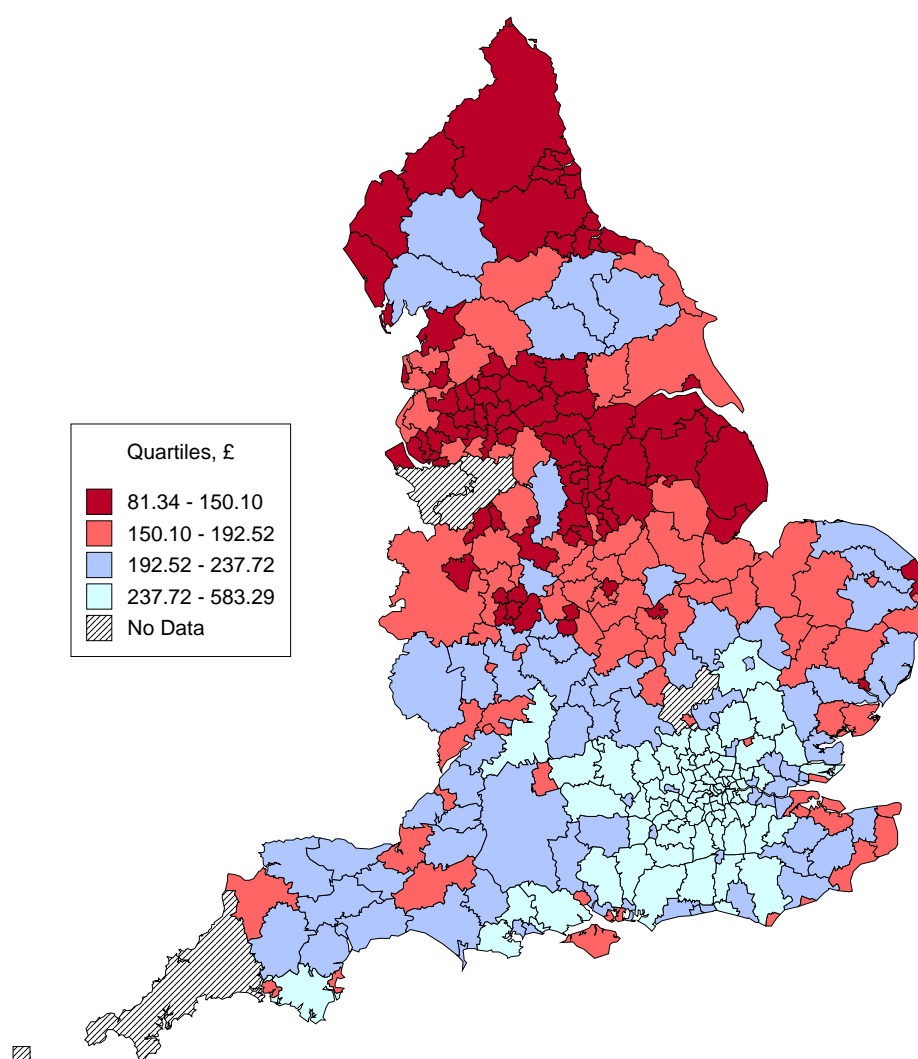 Quartiles, £
81.34 - 150.10
150.10 - 192.52
192.52 - 237.72
237.72 - 583.29
No Data